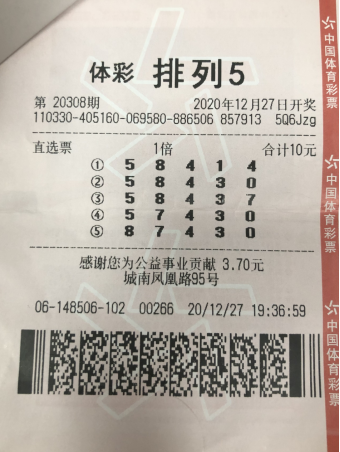 体彩 排列5
第 20308期 2020年12月27日开奖
110330-405160-069580-886506 857913 5Q6Jzg
直选票 1倍 合计10元
① 5 8 4 1 4
② 5 8 4 3 0
③ 5 8 4 3 7
④ 5 7 4 3 0
⑤ 8 7 4 3 0
感谢您为公益事业贡献 3.70元
城南凤凰路95号
06-148506-102 00266 20/12/27 19:36:59
中国体育彩票
中国体育彩票
中国体育彩票